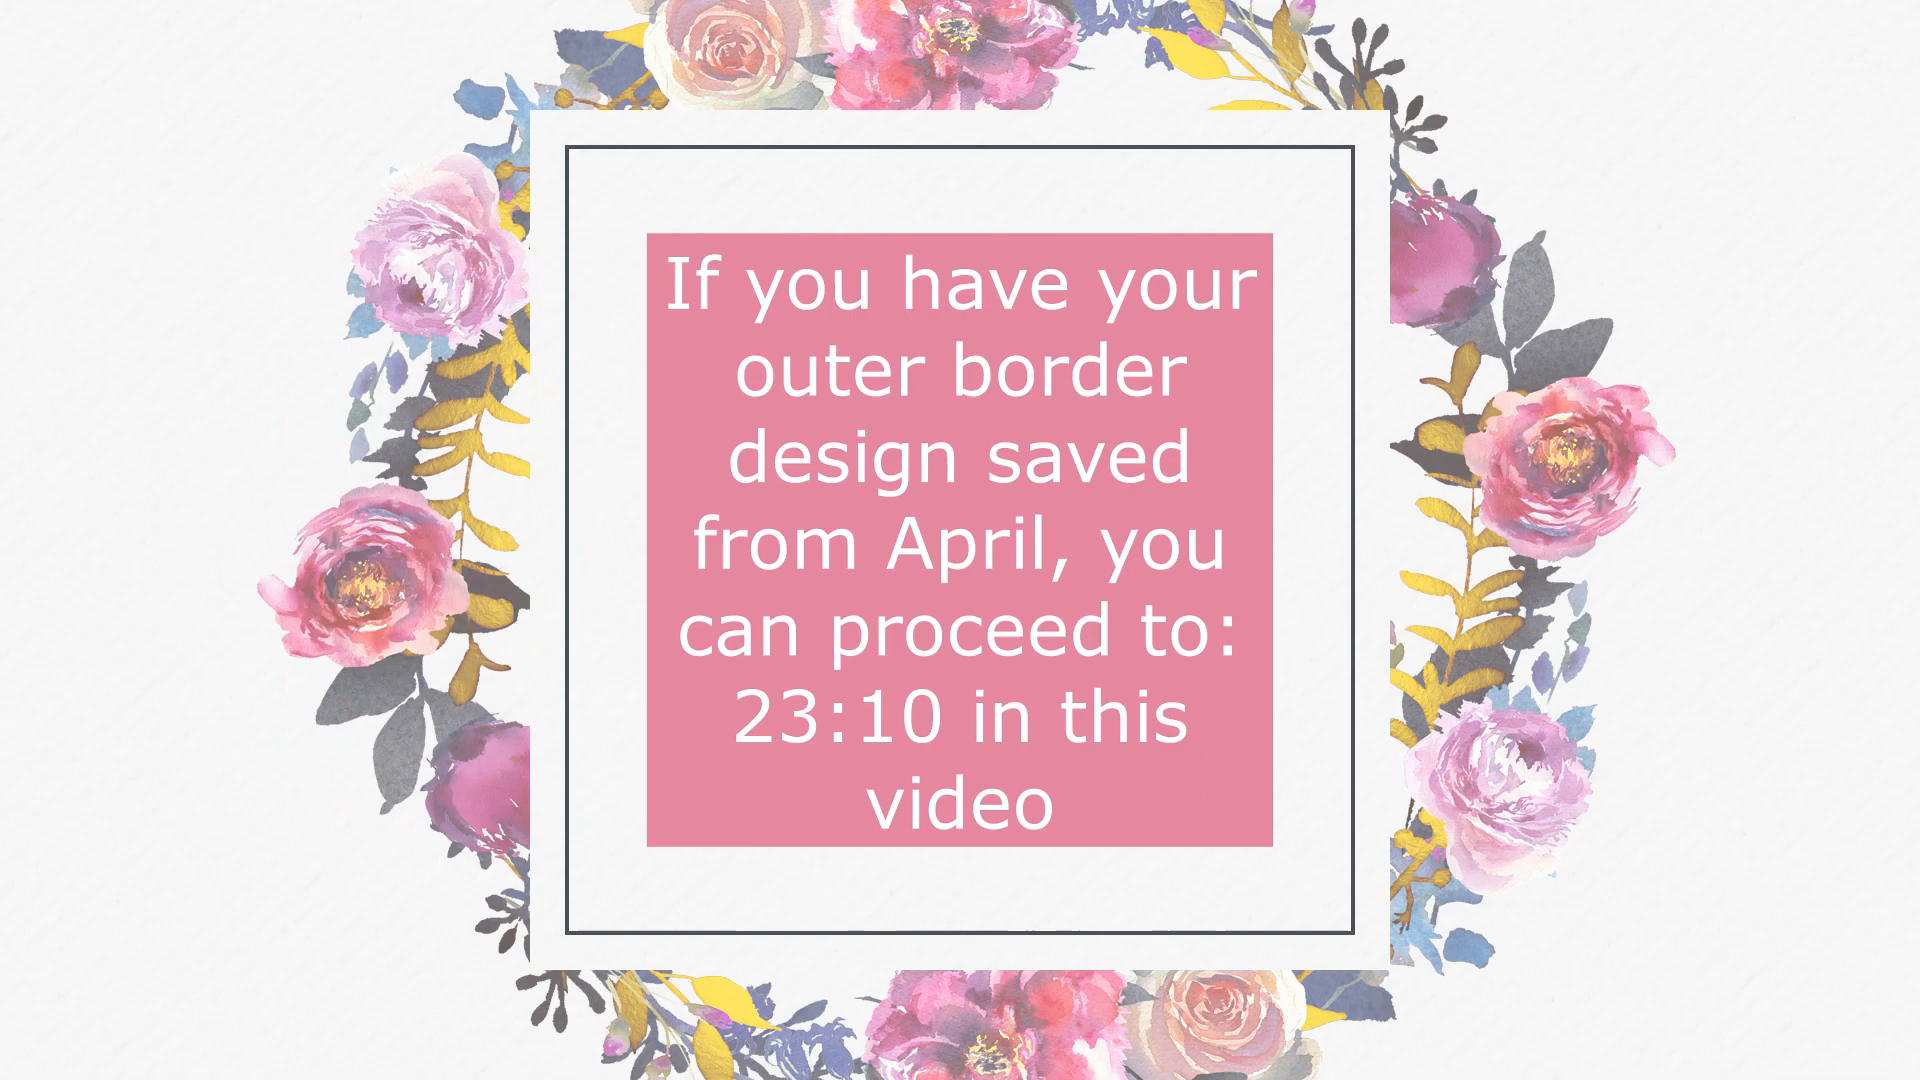 If you have your
outer border
design saved
from April, you
can proceed to:
23:10 in this
video